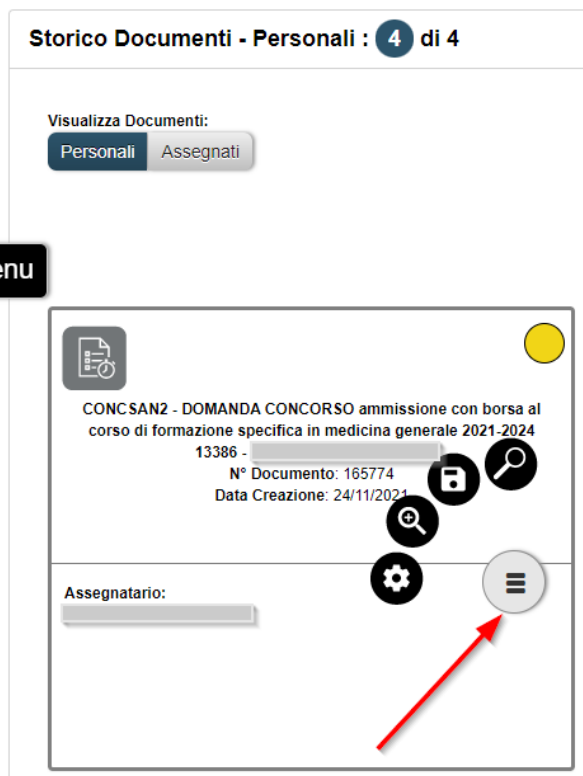 Storico Documenti - Personali : 4 di 4
Visualizza Documenti:
Personali Assegnati
enu
CONCSAN2 - DOMANDA CONCORSO ammissione con borsa al
corso di formazione specifica in medicina generale 2021-2024
13386 -
N° Documento: 165774
Data Creazione: 24/11/2021
Assegnatario: